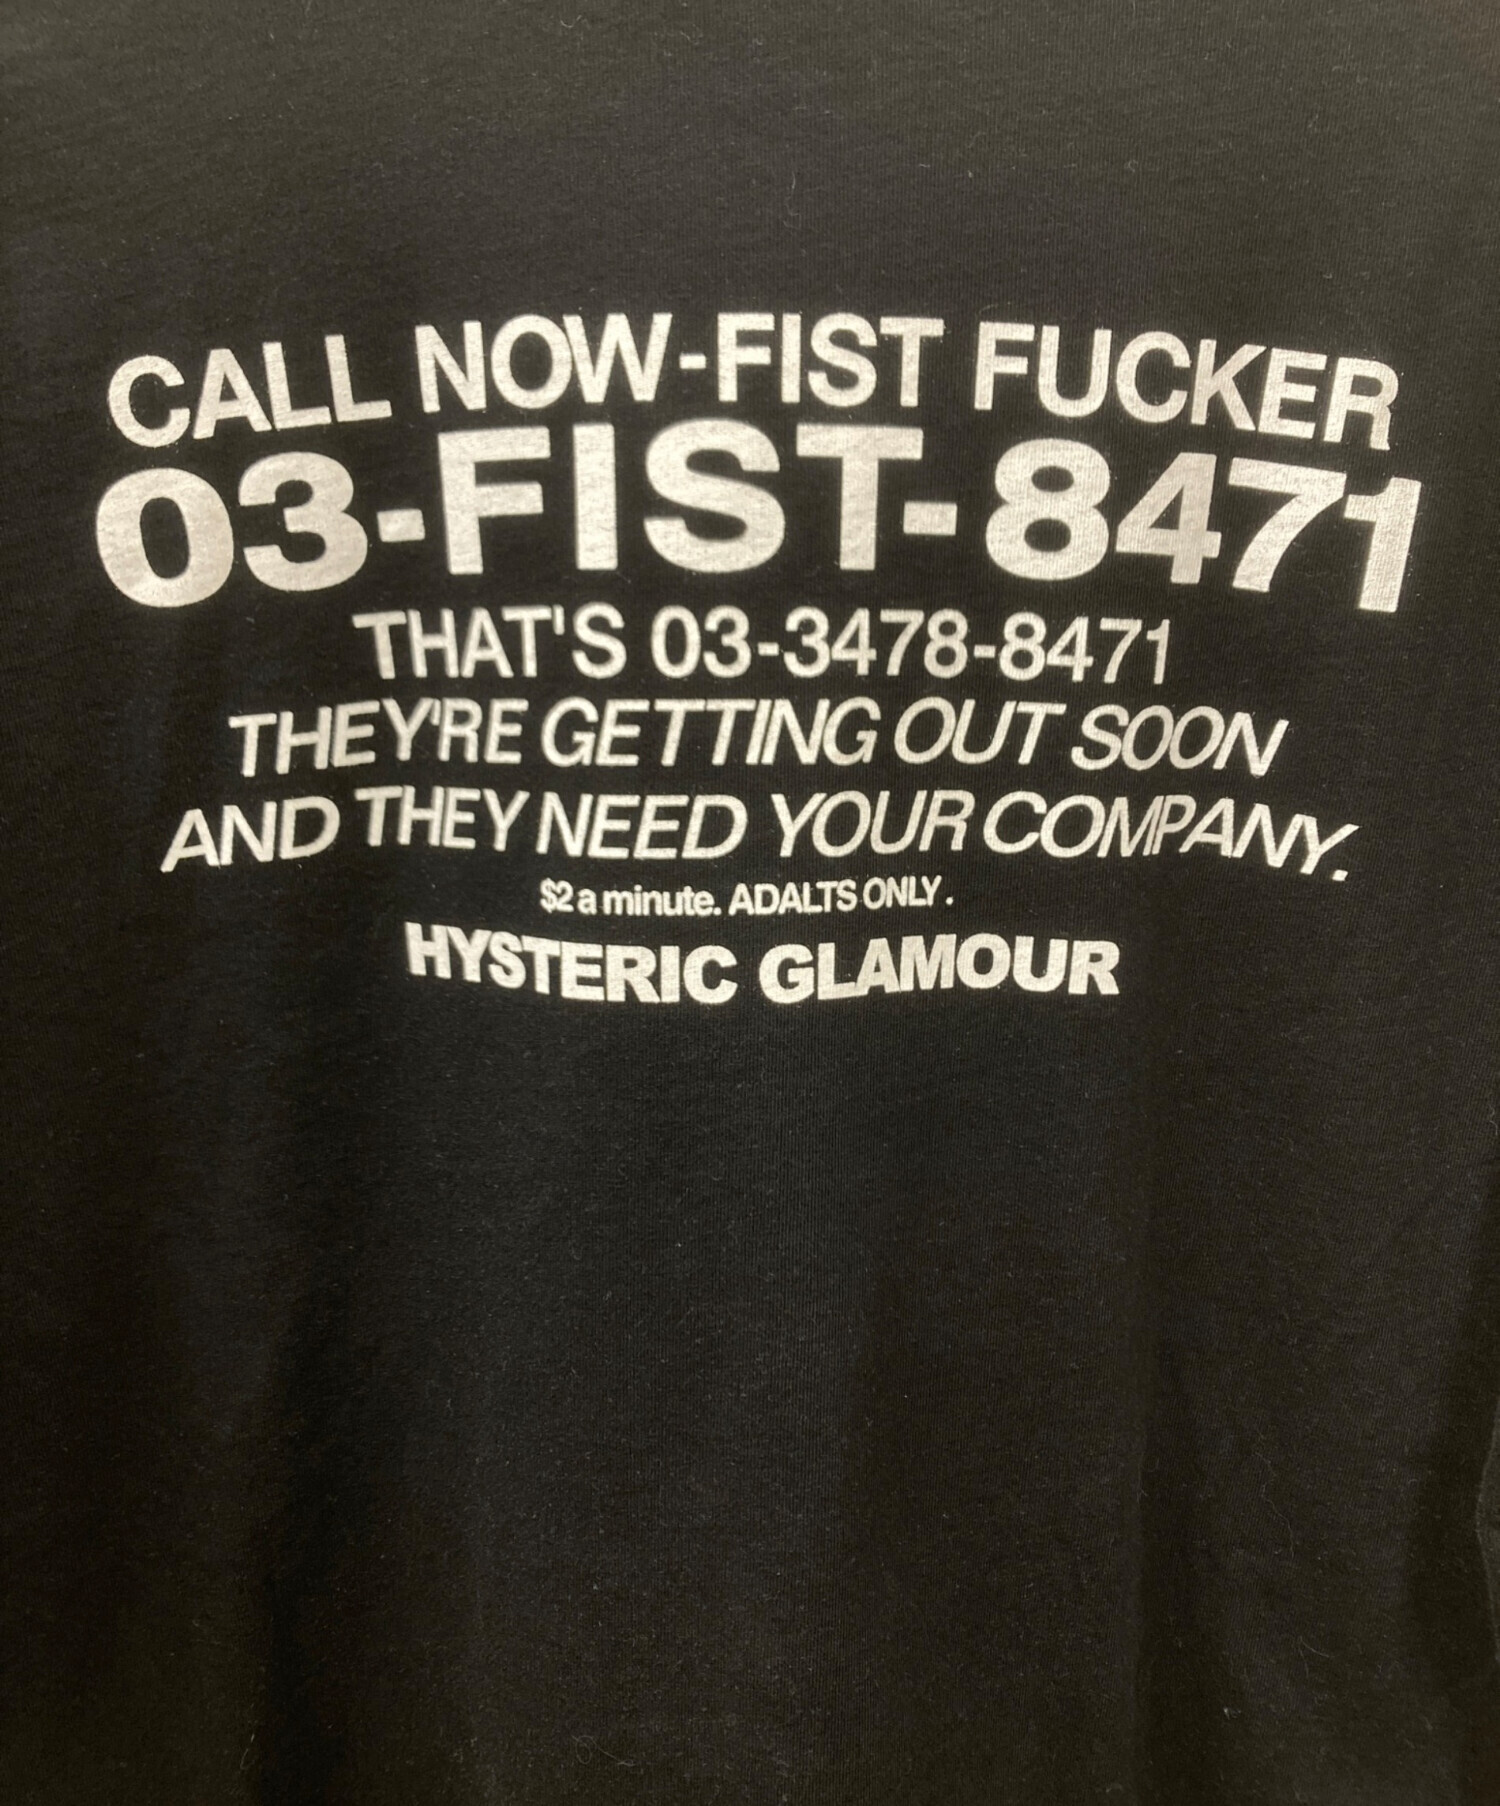 CALL NOW-FIST FUCKER
03-FIST-8471
THAT'S 03-3478-8471
THEY'RE GETTING OUT SOON
AND THEY NEED YOUR COMPANY.
$2 a minute. ADALTS ONLY.
HYSTERIC GLAMOUR